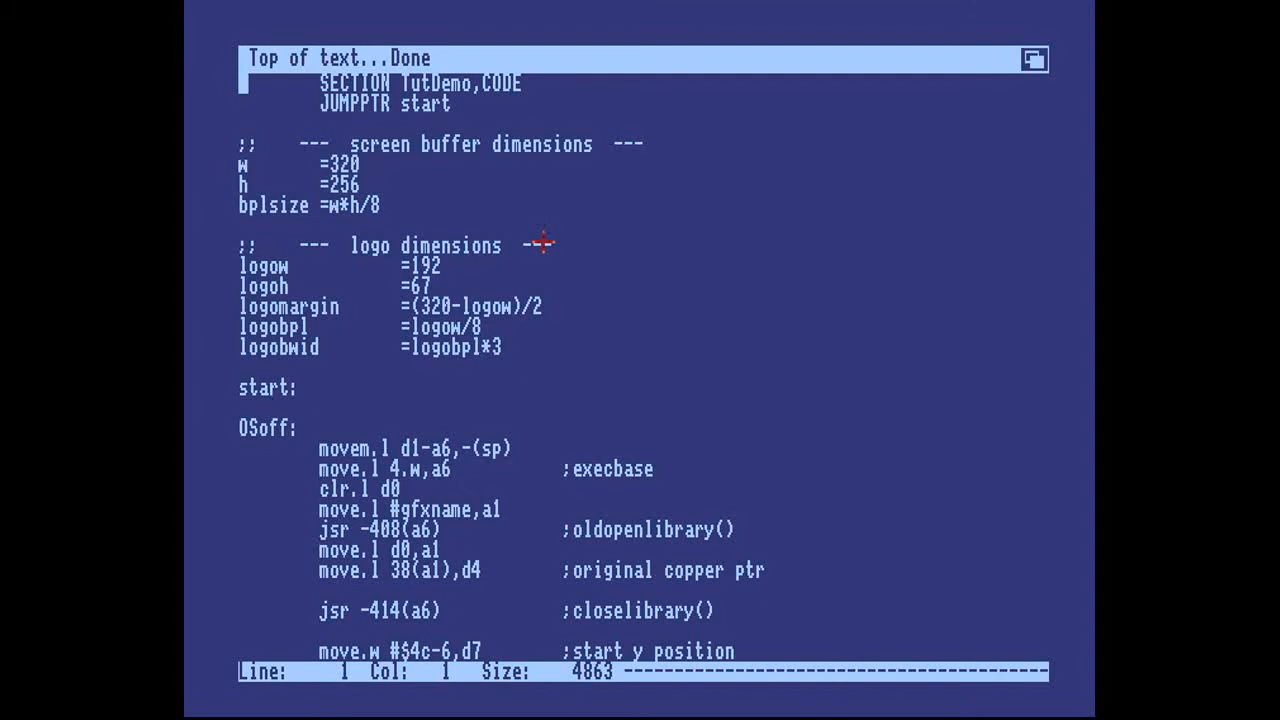 Top of text...Done
SECTION TutDemo,CODE
JUMPPTR start
;; --- screen buffer dimensions ---
w =320
h =256
bplsize =w*h/8
;; --- logo dimensions ---
logow =192
logoh =67
logomargin =(320-logow)/2
logobpl =logow/8
logobwid =logobpl*3
start:
OSoff:
movem.l d1-a6,-(sp)
move.l 4.w,a6 ;execbase
clr.l d0
move.l #gfxname,a1
jsr -408(a6) ;oldopenlibrary()
move.l d0,a1
move.l 38(a1),d4 ;original copper ptr
jsr -414(a6) ;closelibrary()
move.w #$4c-6,d7 ;start y position
Line: 1 Col: 1 Size: 4863 ------------------------------------------